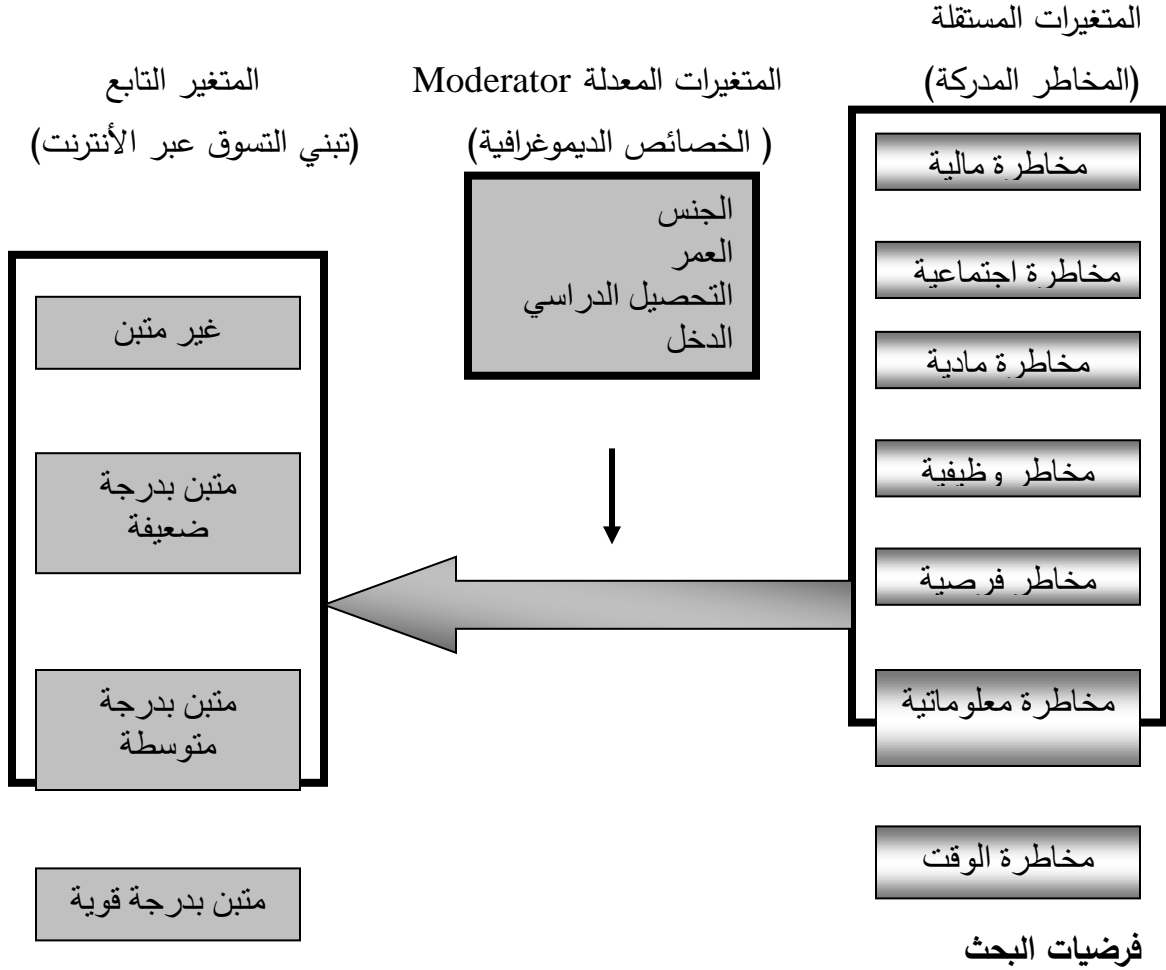 المتغيرات المستقلة
(المخاطر المدركة)
مخاطرة مالية
مخاطرة اجتماعية
مخاطرة مادية
مخاطر وظيفية
مخاطر فرصية
مخاطرة معلوماتية
مخاطرة الوقت
المتغيرات المعدلة Moderator
( الخصائص الديموغرافية)
الجنس
العمر
التحصيل الدراسي
الدخل
المتغير التابع
(تبني التسوق عبر الأنترنت)
غير متبن
متبن بدرجة
ضعيفة
متبن بدرجة
متوسطة
متبن بدرجة قوية
فرضيات البحث